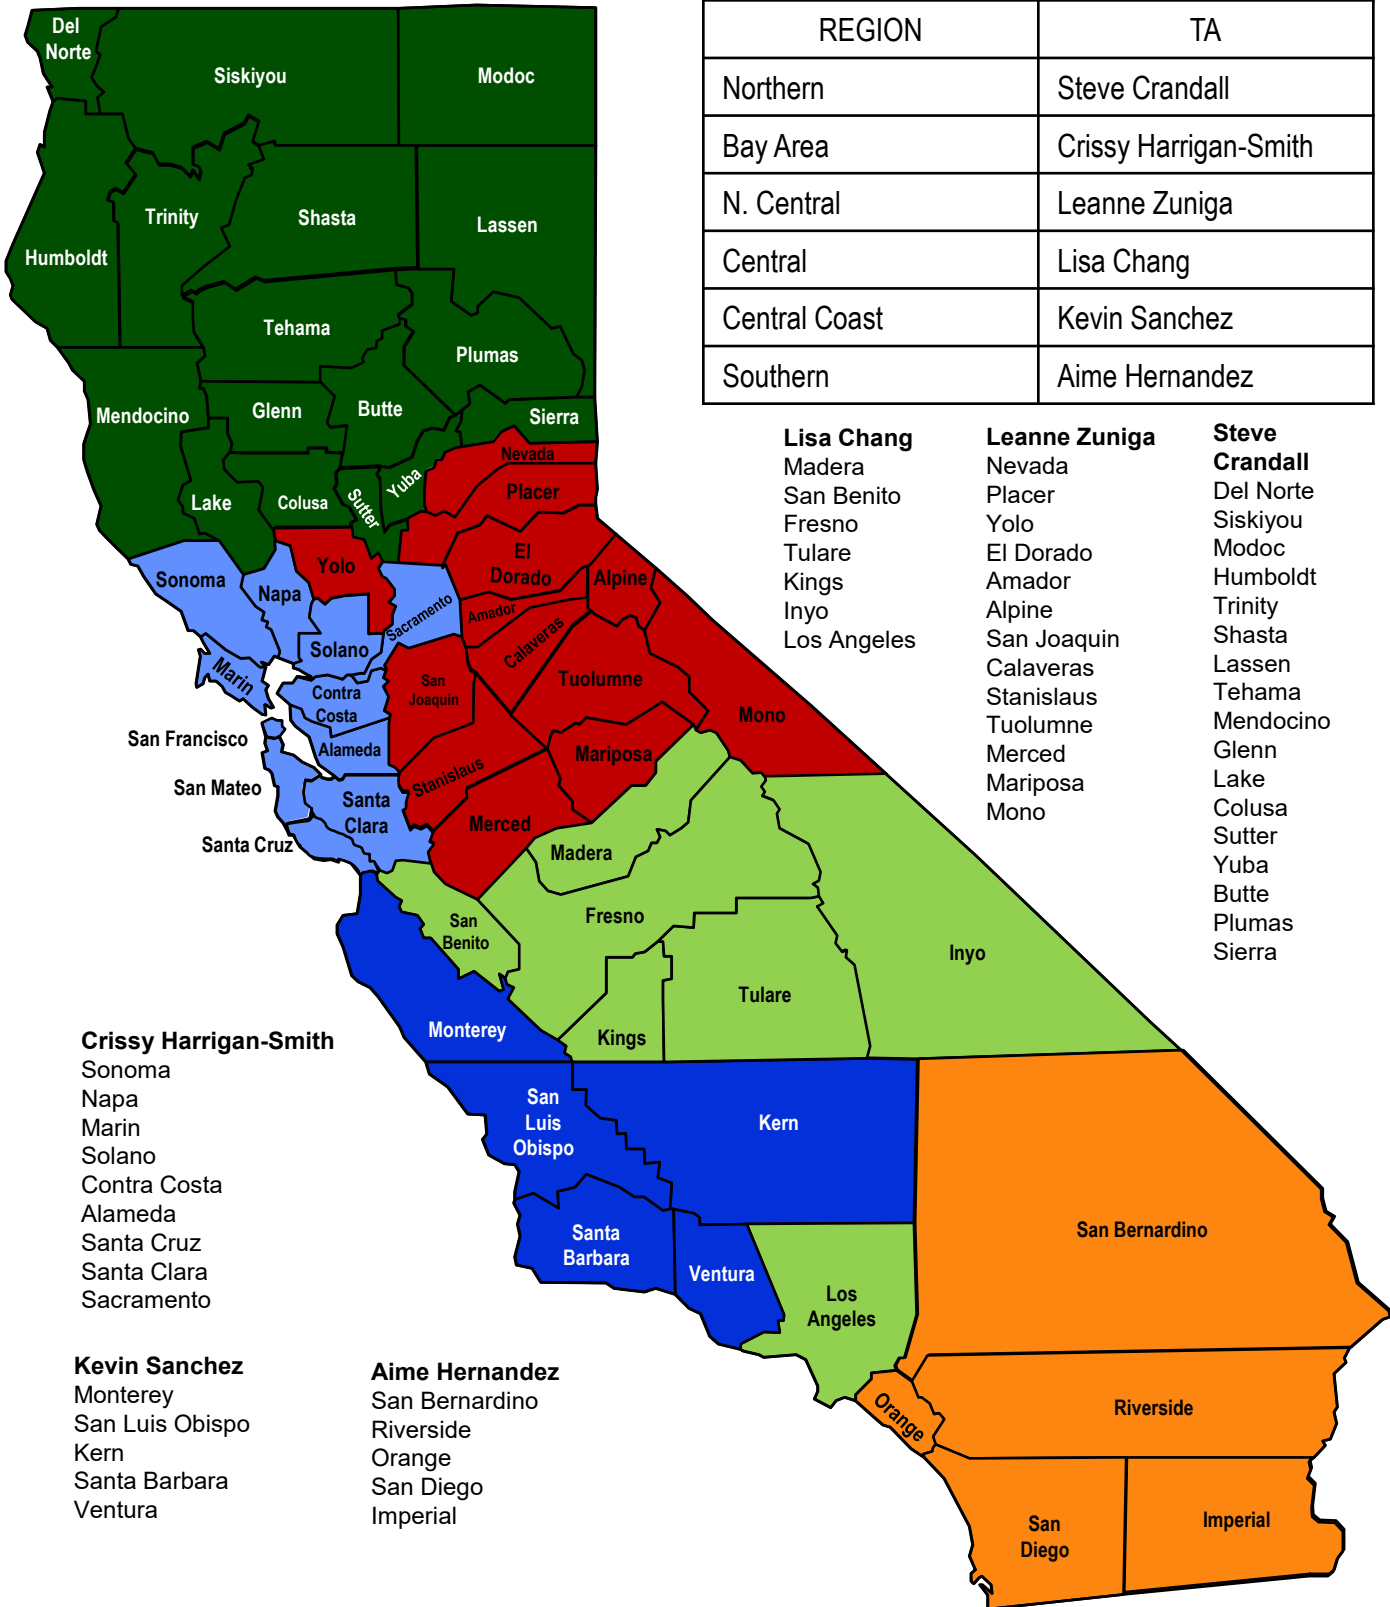 REGION TA
Northern Steve Crandall
Bay Area Crissy Harrigan-Smith
N. Central Leanne Zuniga
Central Lisa Chang
Central Coast Kevin Sanchez
Southern Aime Hernandez
Del
Norte
Siskiyou
Modoc
Humboldt
Trinity
Shasta
Lassen
Tehama
Plumas
Mendocino
Glenn
Butte
Sierra
Lake
Colusa
Sutter
Yuba
Nevada
Placer
Yolo
El
Dorado
Alpine
Amador
Calaveras
Sonoma
Napa
Sacramento
Solano
Marin
Contra
Costa
San
Joaquin
Tuolumne
Mono
San Francisco
Alameda
Stanislaus
Mariposa
San Mateo
Santa
Clara
Merced
Santa Cruz
Madera
San
Benito
Fresno
Inyo
Tulare
Kings
Monterey
San
Luis
Obispo
Kern
Santa
Barbara
Ventura
Los
Angeles
San Bernardino
Orange
Riverside
San
Diego
Imperial
Lisa Chang
Madera
San Benito
Fresno
Tulare
Kings
Inyo
Los Angeles
Leanne Zuniga
Nevada
Placer
Yolo
El Dorado
Amador
Alpine
San Joaquin
Calaveras
Stanislaus
Tuolumne
Merced
Mariposa
Mono
Steve
Crandall
Del Norte
Siskiyou
Modoc
Humboldt
Trinity
Shasta
Lassen
Tehama
Mendocino
Glenn
Lake
Colusa
Sutter
Yuba
Butte
Plumas
Sierra
Crissy Harrigan-Smith
Sonoma
Napa
Marin
Solano
Contra Costa
Alameda
Santa Cruz
Santa Clara
Sacramento
Kevin Sanchez
Monterey
San Luis Obispo
Kern
Santa Barbara
Ventura
Aime Hernandez
San Bernardino
Riverside
Orange
San Diego
Imperial